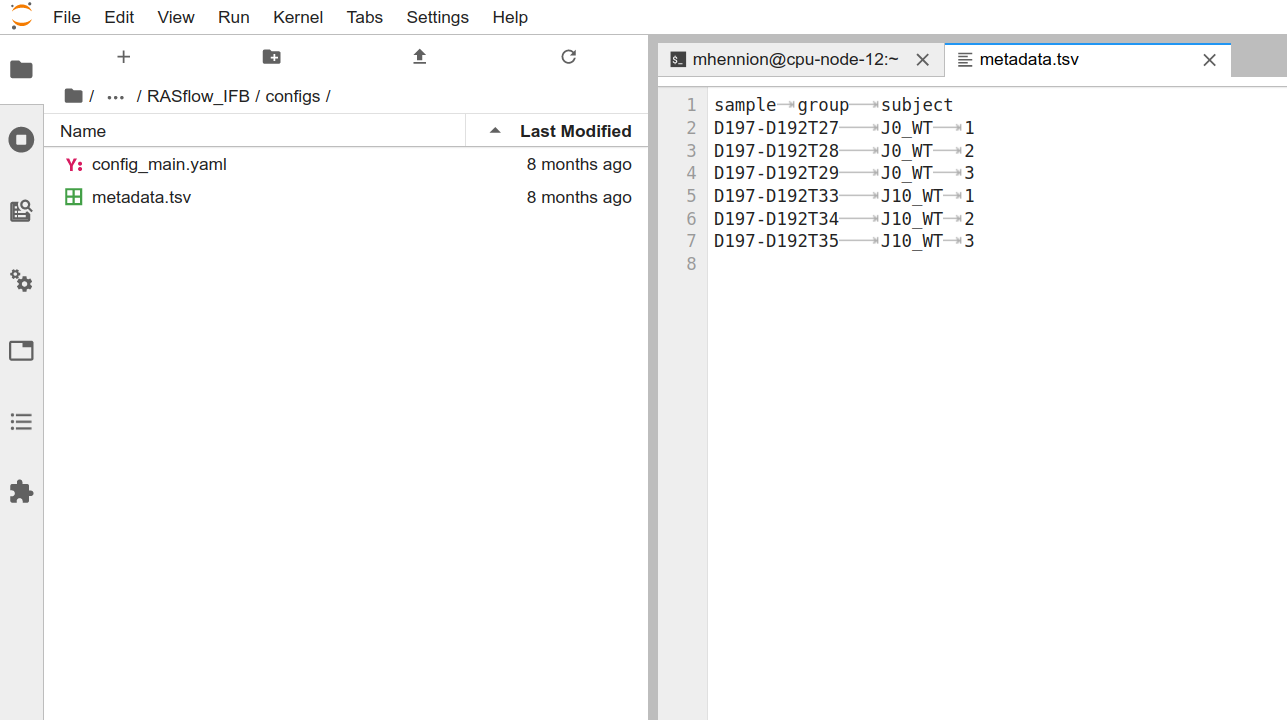 File Edit View Run Kernel Tabs Settings Help
/ ... / RASflow_IFB / configs /
Name Last Modified
Y: config_main.yaml 8 months ago
metadata.tsv 8 months ago
$_ mhennion@cpu-node-12:~ metadata.tsv
1 sample group subject
2 D197-D192T27 J0_WT 1
3 D197-D192T28 J0_WT 2
4 D197-D192T29 J0_WT 3
5 D197-D192T33 J10_WT 1
6 D197-D192T34 J10_WT 2
7 D197-D192T35 J10_WT 3
8